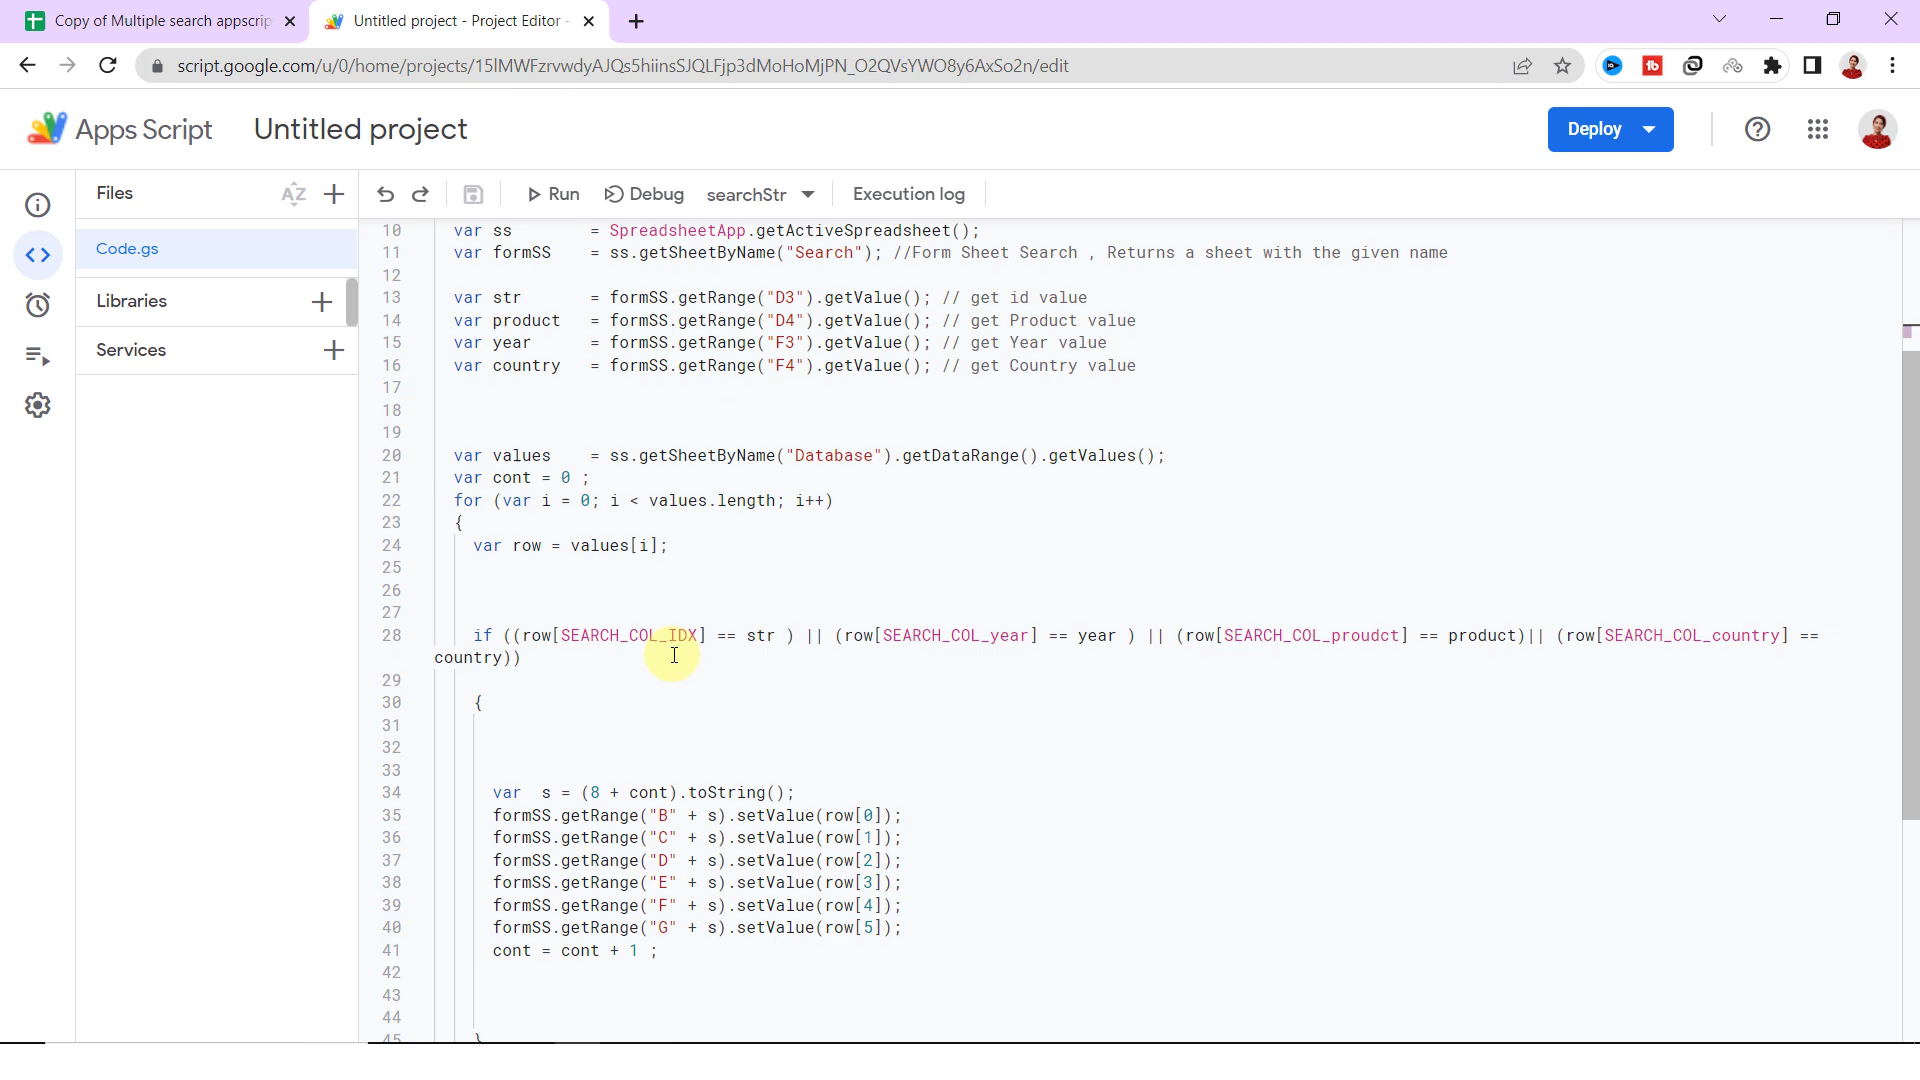 Copy of Multiple search appscrip
Untitled project - Project Editor -
script.google.com/u/0/home/projects/15lMWFzrvwdyAJQs5hiinsSJQLFjp3dMoHoMjPN_O2QVsYWO8y6AxSo2n/edit
Apps Script
Untitled project
Deploy
Files
AZ
Run
Debug
searchStr
Execution log
Code.gs
Libraries
Services
10 var ss = SpreadsheetApp.getActiveSpreadsheet();
11 var formSS = ss.getSheetByName("Search"); //Form Sheet Search , Returns a sheet with the given name
12
13 var str = formSS.getRange("D3").getValue(); // get id value
14 var product = formSS.getRange("D4").getValue(); // get Product value
15 var year = formSS.getRange("F3").getValue(); // get Year value
16 var country = formSS.getRange("F4").getValue(); // get Country value
17
18
19
20 var values = ss.getSheetByName("Database").getDataRange().getValues();
21 var cont = 0 ;
22 for (var i = 0; i < values.length; i++)
23 {
24 var row = values[i];
25
26
27
28 if ((row[SEARCH_COL_IDX] == str ) || (row[SEARCH_COL_year] == year ) || (row[SEARCH_COL_proudct] == product)|| (row[SEARCH_COL_country] ==
country))
29
30 {
31
32
33
34 var s = (8 + cont).toString();
35 formSS.getRange("B" + s).setValue(row[0]);
36 formSS.getRange("C" + s).setValue(row[1]);
37 formSS.getRange("D" + s).setValue(row[2]);
38 formSS.getRange("E" + s).setValue(row[3]);
39 formSS.getRange("F" + s).setValue(row[4]);
40 formSS.getRange("G" + s).setValue(row[5]);
41 cont = cont + 1 ;
42
43
44
45 }